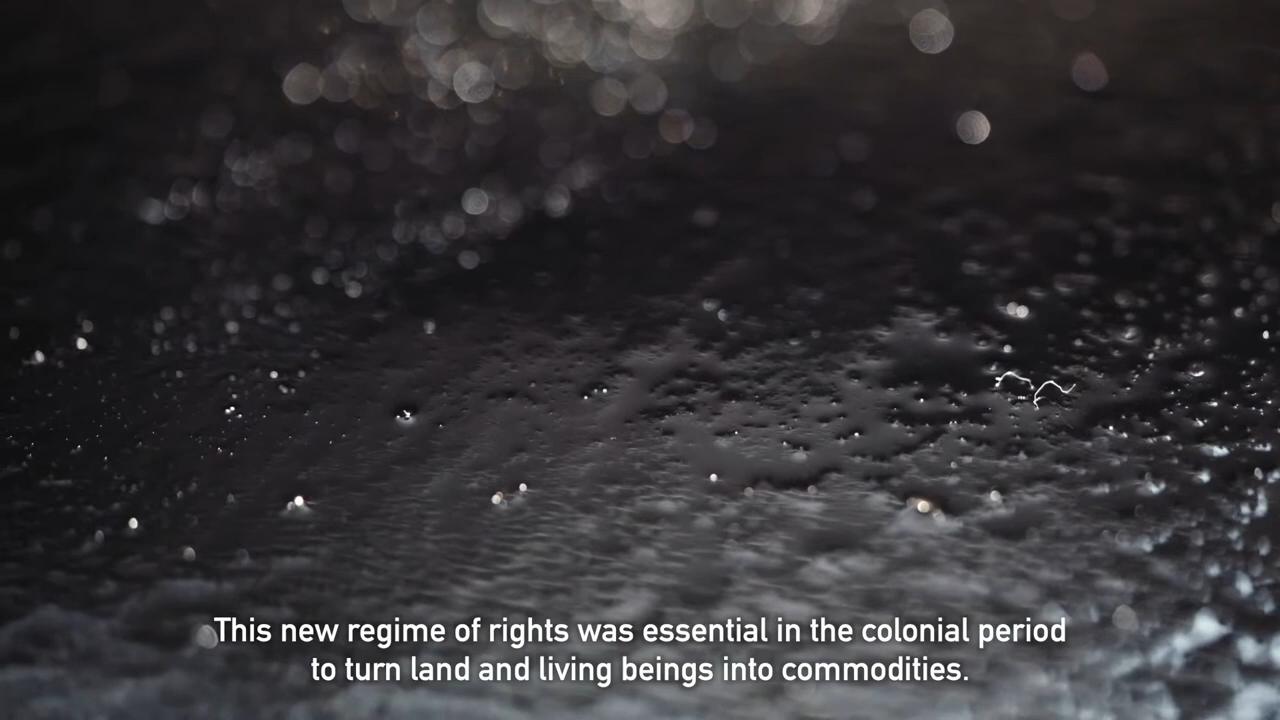 This new regime of rights was essential in the colonial period
to turn land and living beings into commodities.